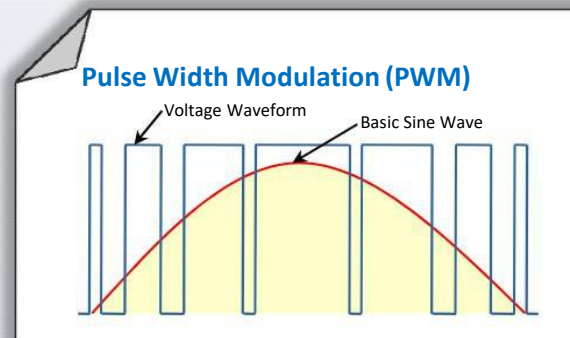 Pulse Width Modulation (PWM)
Voltage Waveform
Basic Sine Wave